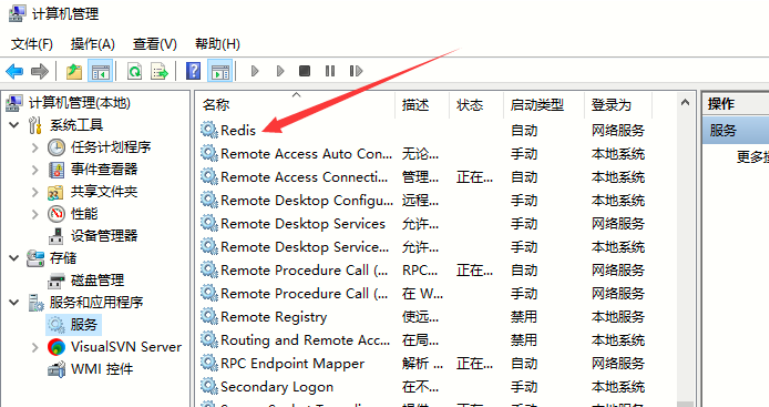 计算机管理
文件(F) 操作(A) 查看(V) 帮助(H)
计算机管理(本地)
系统工具
任务计划程序
事件查看器
共享文件夹
性能
设备管理器
存储
磁盘管理
服务和应用程序
服务
VisualSVN Server
WMI 控件
名称 描述 状态 启动类型 登录为
Redis 自动 网络服务
Remote Access Auto Con... 无论... 手动 本地系统
Remote Access Connecti... 管理... 正在... 自动 本地系统
Remote Desktop Configu... 远程... 手动 本地系统
Remote Desktop Services 允许... 手动 网络服务
Remote Desktop Service... 允许... 手动 本地系统
Remote Procedure Call (... RPC... 正在... 自动 网络服务
Remote Procedure Call (... 在 W... 手动 网络服务
Remote Registry 使远... 禁用 本地服务
Routing and Remote Acc... 在局... 禁用 本地系统
RPC Endpoint Mapper 解析 ... 正在... 自动 网络服务
Secondary Logon 在不... 手动 本地系统
操作
服务
更多